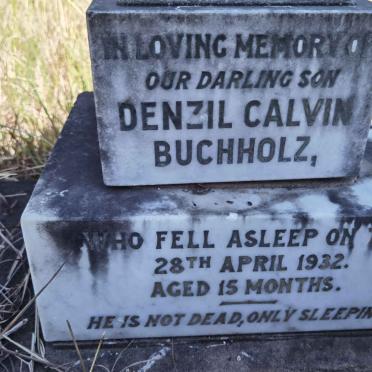 IN LOVING MEMORY O
OUR DARLING SON
DENZIL CALVIN
BUCHHOLZ,
WHO FELL ASLEEP ON
28TH APRIL 1932.
AGED 15 MONTHS.
HE IS NOT DEAD, ONLY SLEEPIN